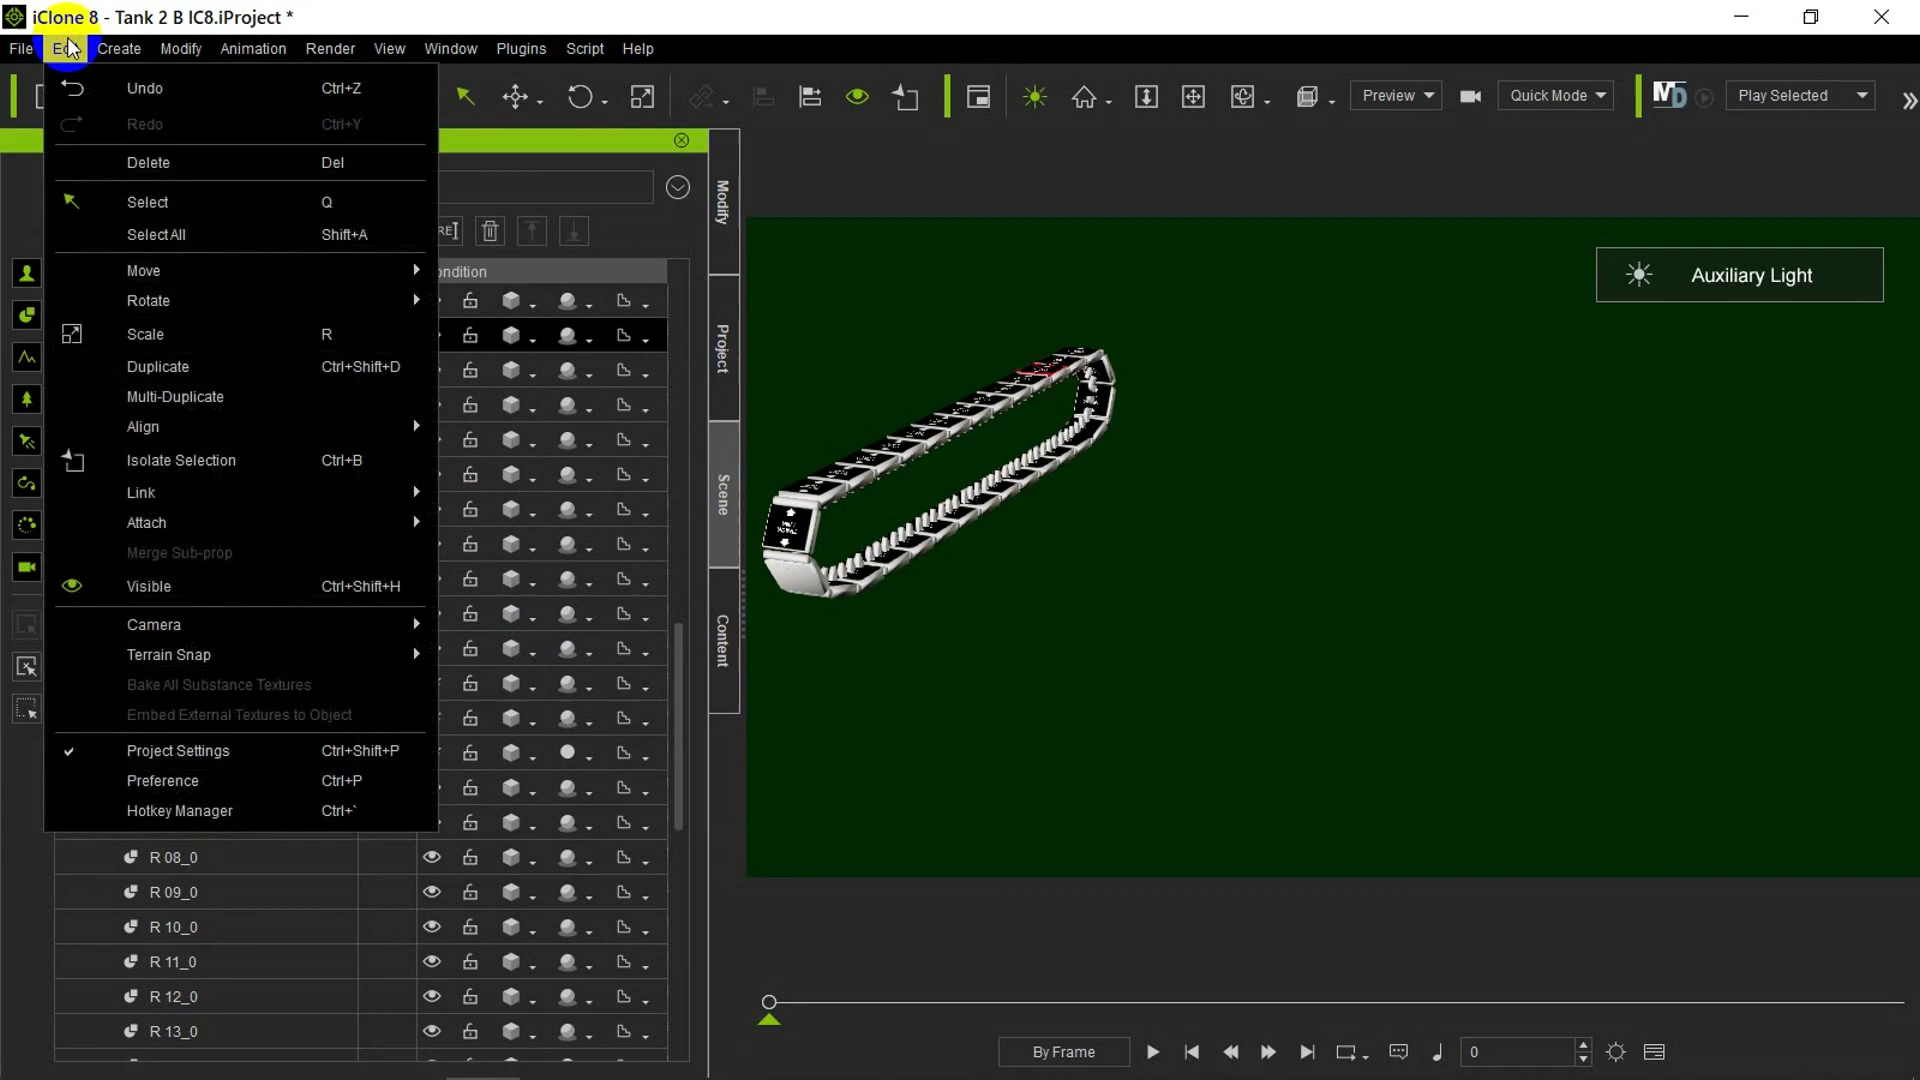 iClone 8 - Tank 2 B IC8.iProject *
File Edit Create Modify Animation Render View Window Plugins Script Help
Undo Ctrl+Z
Redo Ctrl+Y
Delete Del
Select Q
Select All Shift+A
Move
Rotate
Scale R
Duplicate Ctrl+Shift+D
Multi-Duplicate
Align
Isolate Selection Ctrl+B
Link
Attach
Merge Sub-prop
Visible Ctrl+Shift+H
Camera
Terrain Snap
Bake All Substance Textures
Embed External Textures to Object
Project Settings Ctrl+Shift+P
Preference Ctrl+P
Hotkey Manager Ctrl+`
Preview
Quick Mode
MD
Play Selected
RE
ondition
R 08_0
R 09_0
R 10_0
R 11_0
R 12_0
R 13_0
Modify
Project
Scene
Content
Auxiliary Light
By Frame
0